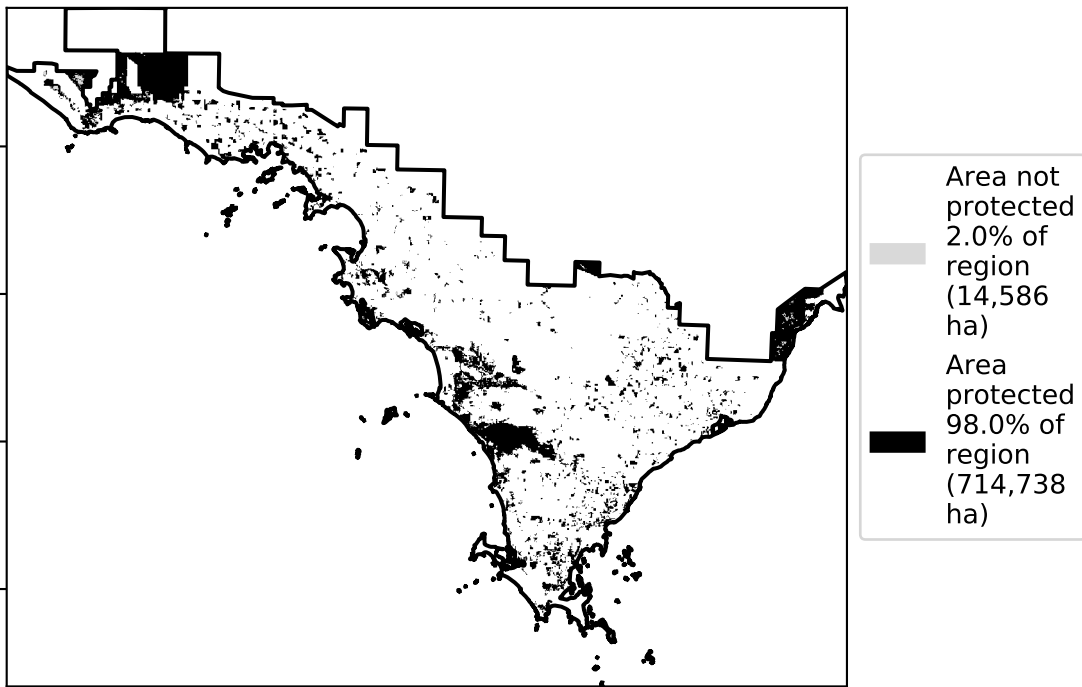 Area not
protected
2.0% of
region
(14,586
ha)
Area
protected
98.0% of
region
(714,738
ha)